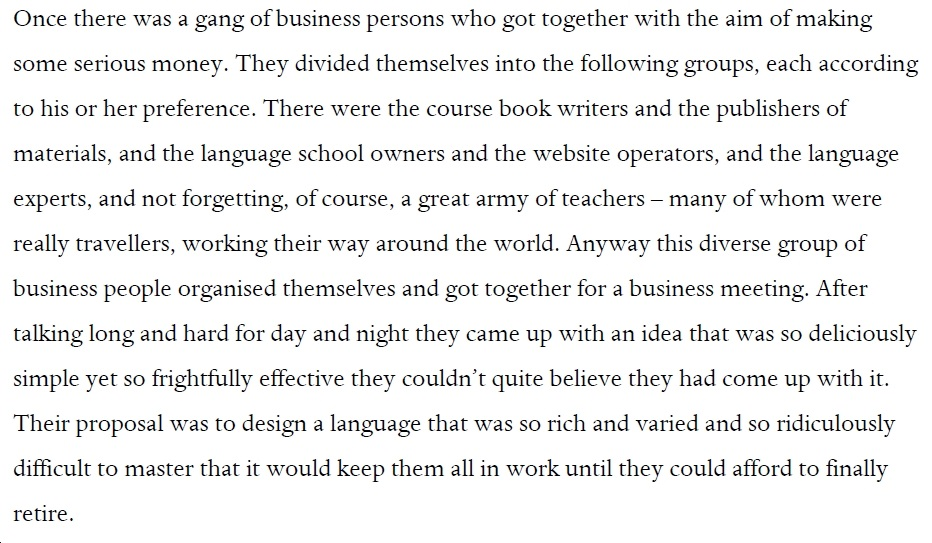 Once there was a gang of business persons who got together with the aim of making
some serious money. They divided themselves into the following groups, each according
to his or her preference. There were the course book writers and the publishers of
materials, and the language school owners and the website operators, and the language
experts, and not forgetting, of course, a great army of teachers – many of whom were
really travellers, working their way around the world. Anyway this diverse group of
business people organised themselves and got together for a business meeting. After
talking long and hard for day and night they came up with an idea that was so deliciously
simple yet so frightfully effective they couldn’t quite believe they had come up with it.
Their proposal was to design a language that was so rich and varied and so ridiculously
difficult to master that it would keep them all in work until they could afford to finally
retire.